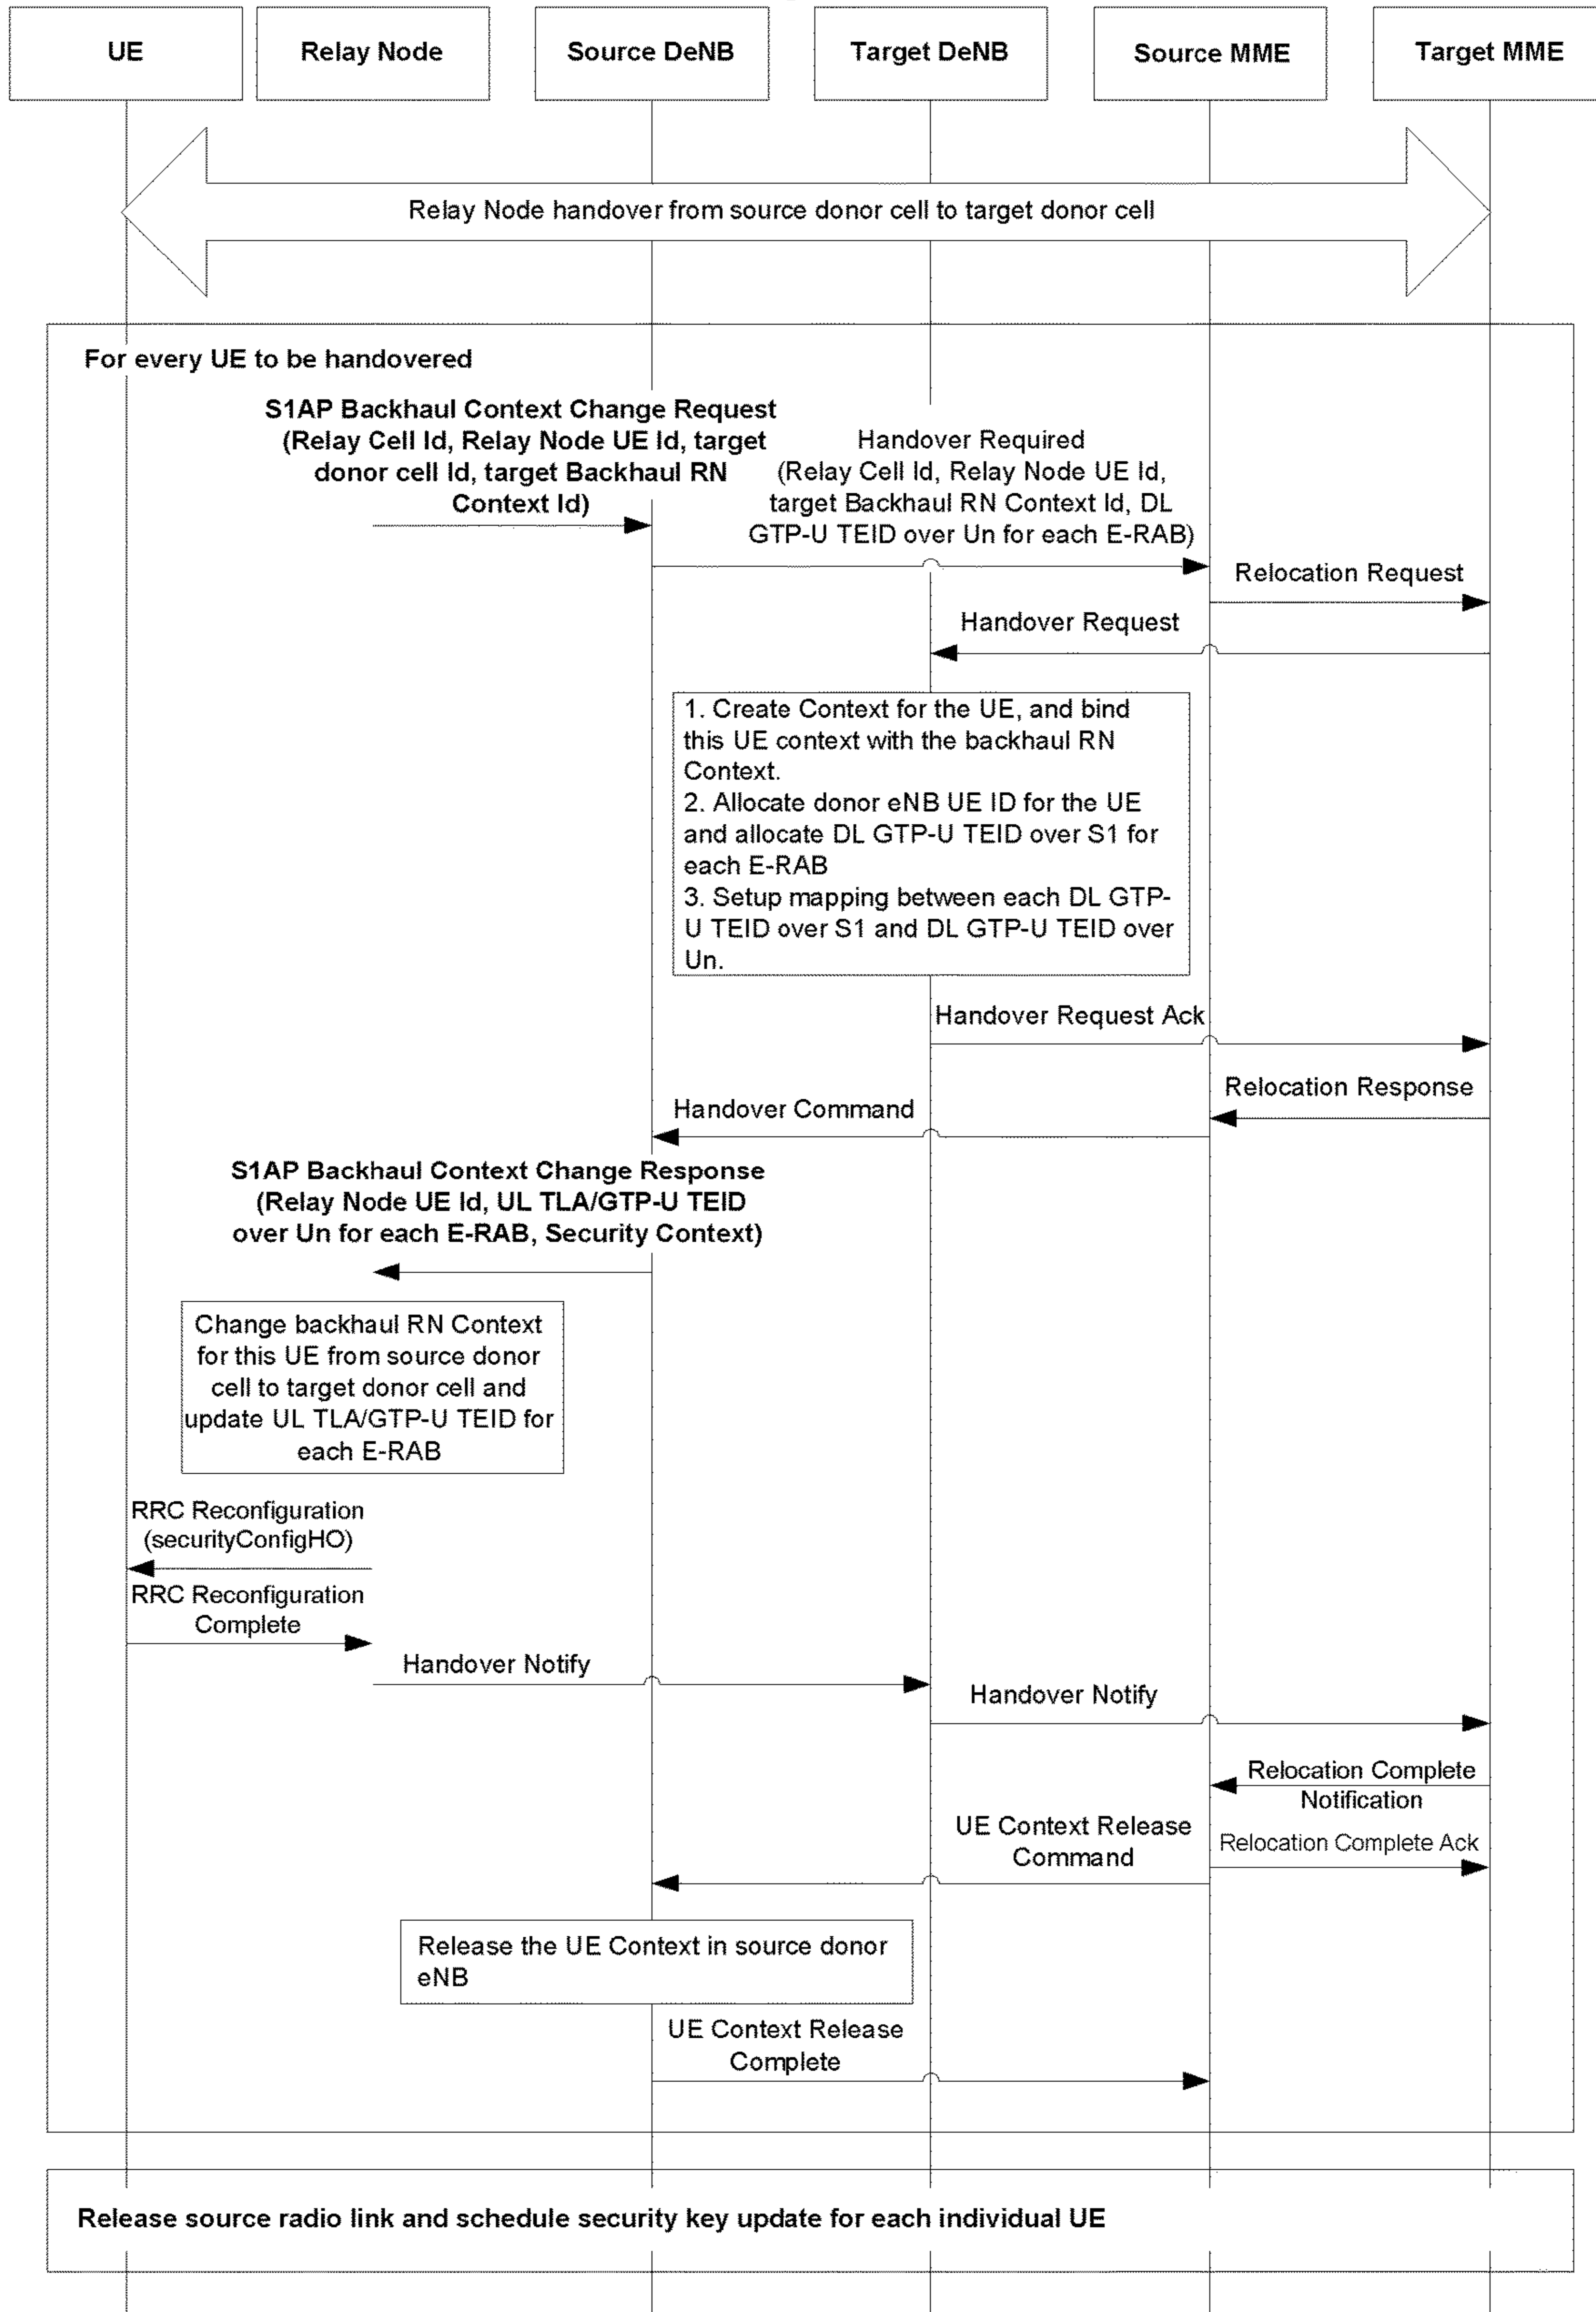 UE
Relay Node
Source DeNB
Target DeNB
Source MME
Target MME
Relay Node handover from source donor cell to target donor cell
For every UE to be handovered
S1AP Backhaul Context Change Request
(Relay Cell Id, Relay Node UE Id, target
donor cell Id, target Backhaul RN
Context Id)
Handover Required
(Relay Cell Id, Relay Node UE Id,
target Backhaul RN Context Id, DL
GTP-U TEID over Un for each E-RAB)
Relocation Request
Handover Request
1. Create Context for the UE, and bind
this UE context with the backhaul RN
Context.
2. Allocate donor eNB UE ID for the UE
and allocate DL GTP-U TEID over S1 for
each E-RAB
3. Setup mapping between each DL GTP-
U TEID over S1 and DL GTP-U TEID over
Un.
Handover Request Ack
Relocation Response
Handover Command
S1AP Backhaul Context Change Response
(Relay Node UE Id, UL TLA/GTP-U TEID
over Un for each E-RAB, Security Context)
Change backhaul RN Context
for this UE from source donor
cell to target donor cell and
update UL TLA/GTP-U TEID for
each E-RAB
RRC Reconfiguration
(securityConfigHO)
RRC Reconfiguration
Complete
Handover Notify
Handover Notify
Relocation Complete
Notification
UE Context Release
Command
Relocation Complete Ack
Release the UE Context in source donor
eNB
UE Context Release
Complete
Release source radio link and schedule security key update for each individual UE